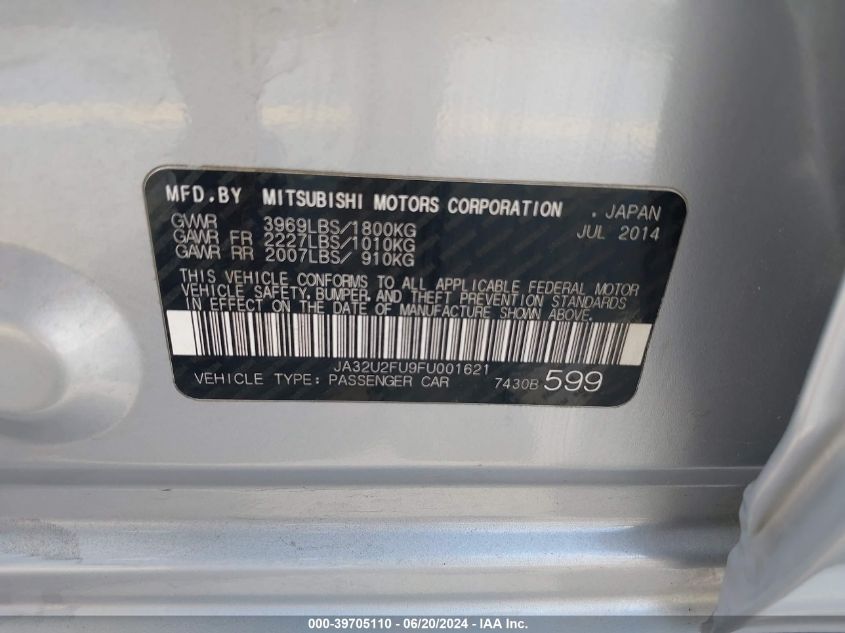 MFD.BY MITSUBISHI MOTORS CORPORATION . JAPAN
GVWR 3969LBS/1800KG JUL 2014
GAWR FR 2227LBS/1010KG
GAWR RR 2007LBS/ 910KG
THIS VEHICLE CONFORMS TO ALL APPLICABLE FEDERAL MOTOR
VEHICLE SAFETY, BUMPER, AND THEFT PREVENTION STANDARDS
IN EFFECT ON THE DATE OF MANUFACTURE SHOWN ABOVE.
JA32U2FU9FU001621
VEHICLE TYPE: PASSENGER CAR 7430B 599
000-39705110 - 06/20/2024 - IAA Inc.